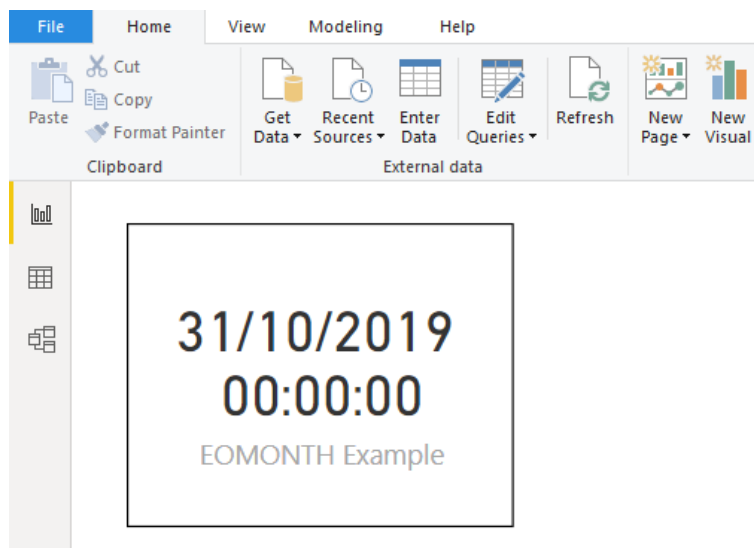 File Home View Modeling Help
Cut
Copy
Paste
Format Painter
Get Data
Recent Sources
Enter Data
Edit Queries
Refresh
New Page
New Visual
Clipboard
External data
31/10/2019
00:00:00
EOMONTH Example